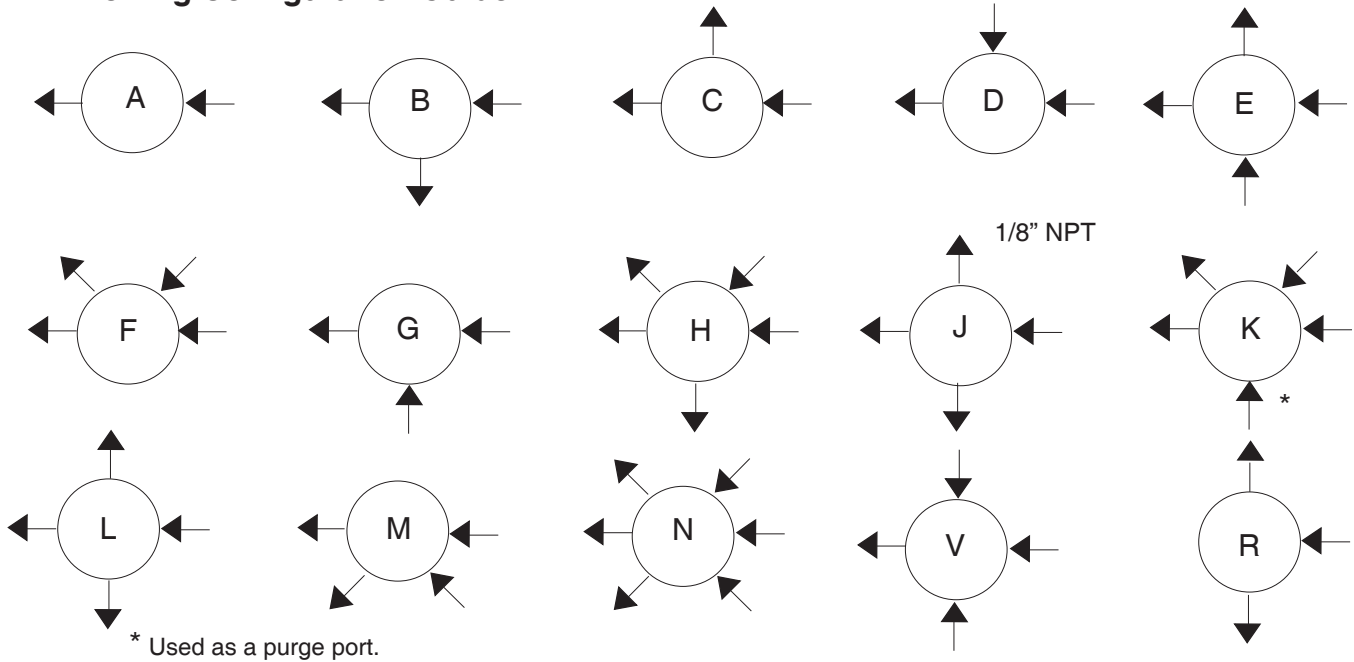 A B C D E
1/8” NPT
F G H J K
*
L M N V R
* Used as a purge port.